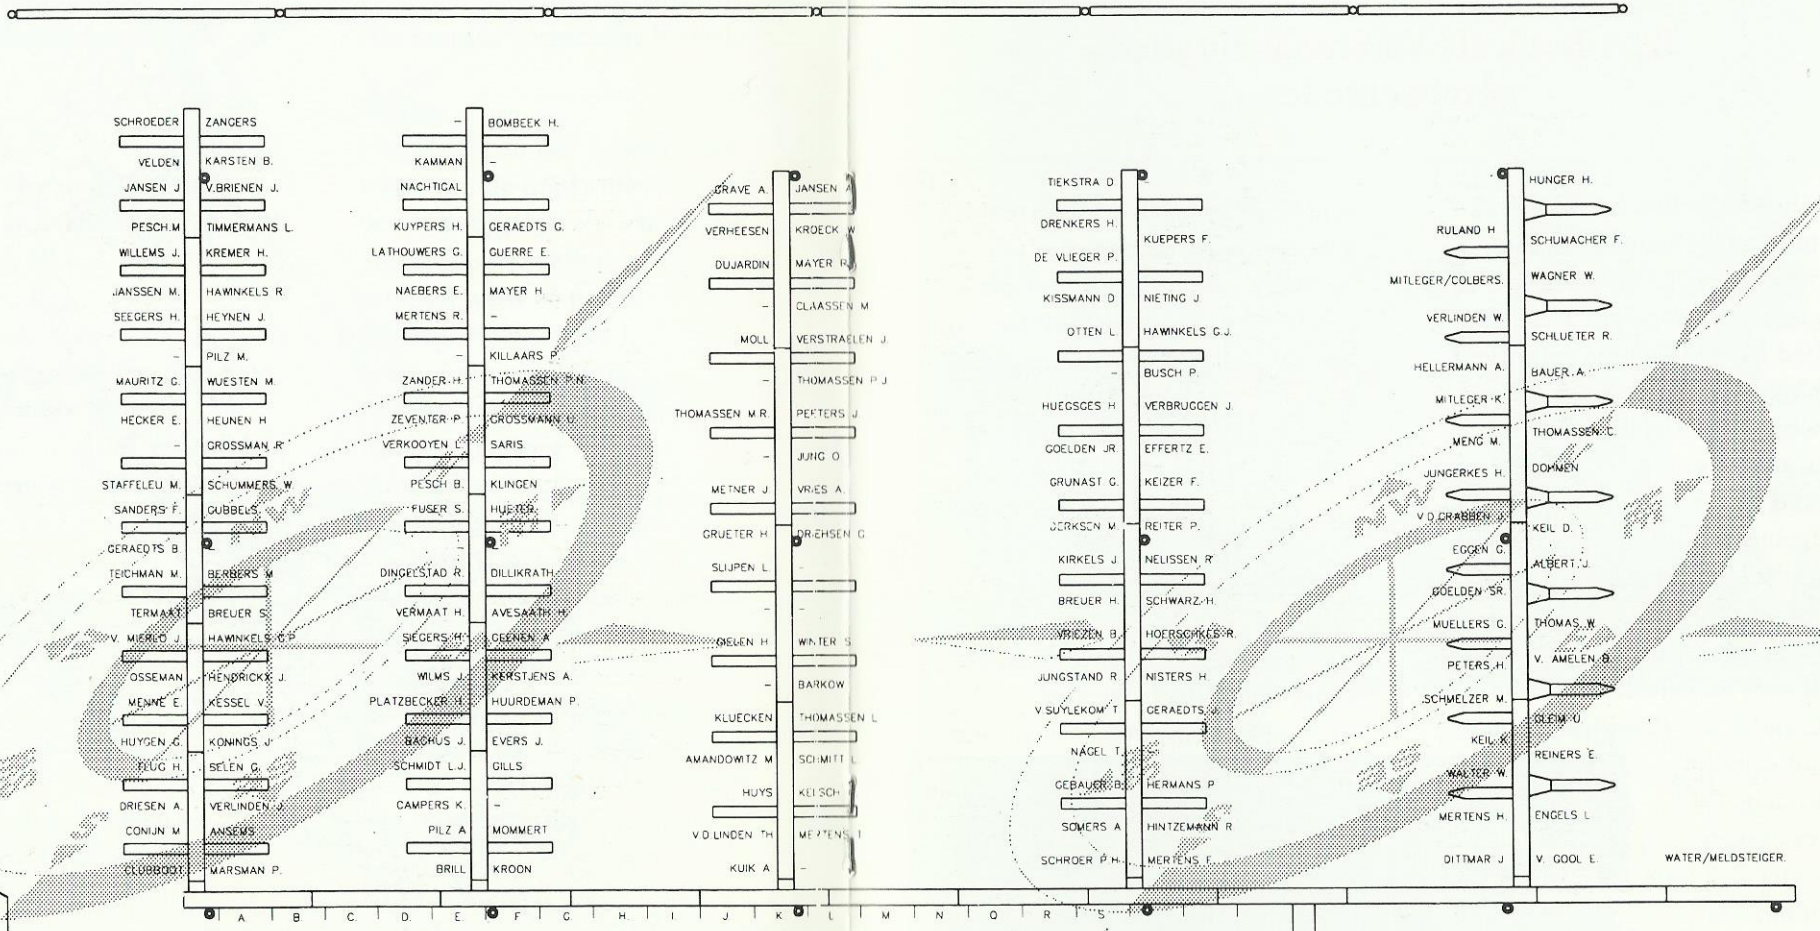 SCHROEDER ZANGERS
VELDEN KARSTEN B.
JANSEN J V.BRIENEN J.
PESCH.M TIMMERMANS L.
WILLEMS J. KREMER H.
JANSSEN M. HAWINKELS R
SEEGERS H. HEYNEN J.
– PILZ M.
MAURITZ G. WUESTEN M.
HECKER E. HEUNEN H
– GROSSMAN R
STAFFELEU M. SCHUMMERS W.
SANDERS F. GUBBELS
GERAEDTS B. –
TEICHMAN M. BERBERS M
TERMAAT BREUER S
V. MIERLO J. HAWINKELS G.P
OSSEMAN HENDRICKX J.
MENNE E. KESSEL V.
HUYGEN G. KONINGS J
FLUG H. SELEN G.
DRIESEN A. VERLINDEN J.
CONIJN M ANSEMS
CLUBBOOT MARSMAN P.
– BOMBEEK H.
KAMMAN –
NACHTIGAL
KUYPERS H. GERAEDTS G.
LATHOUWERS G. GUERRE E.
NAEBERS E. MAYER H
MERTENS R. –
– KILLAARS P.
ZANDER H. THOMASSEN P.N.
ZEVENTER P. GROSSMANN U.
VERKOOYEN L SARIS
PESCH B. KLINGEN
FUSER S. HUETER
– –
DINGELSTAD R. DILLIKRATH
VERMAAT H. AVESAATH H.
SIEGERS H. GEENEN A
WILMS J. KERSTJENS A.
PLATZBECKER H. HUURDEMAN P.
BACHUS J. EVERS J.
SCHMIDT L.J. GILLS
CAMPERS K. –
PILZ A MOMMERT
BRILL KROON
GRAVE A. JANSEN A
VERHEESEN KROECK W
DUJARDIN MAYER R
– CLAASSEN M
MOLL VERSTRAELEN J.
– THOMASSEN P J
THOMASSEN M.R. PEETERS J
– JUNG O
METNER J VRIES A.
GRUETER H DRIEHSEN G
SLIJPEN L. –
– –
GIELEN H WINTER S
– BARKOW
KLUECKEN THOMASSEN L
AMANDOWITZ M SCHMITT L
HUYS KELSCH
V.D.LINDEN TH MERTENS T
KUIK A –
TIEKSTRA D –
DRENKERS H.
KUEPERS F.
DE VLIEGER P.
KISSMANN D NIETING J.
OTTEN L HAWINKELS G.J.
– BUSCH P.
HUEGSGES H VERBRUGGEN J.
GOELDEN JR. EFFERTZ E.
GRUNAST G. KEIZER F.
DERKSEN M REITER P.
KIRKELS J. NELISSEN R
BREUER H. SCHWARZ H.
VRIEZEN B. HOERSCHKES R.
JUNGSTAND R NISTERS H.
V SUYLEKOM T GERAEDTS J.
NAGEL T.
GEBAUER B. HERMANS P
SOMERS A HINTZEMANN R
SCHROER P.H. MERTENS F.
HUNGER H.
RULAND H
SCHUMACHER F.
MITLEGER/COLBERS. WAGNER W.
VERLINDEN W.
SCHLUETER R.
HELLERMANN A. BAUER A.
MITLEGER K.
THOMASSEN C.
MENG M.
JUNGERKES H. DOHMEN
V D CRABBEN J
KEIL D.
EGGEN G.
ALBERT J.
GOELDEN SR.
MUELLERS G. THOMAS W
PETERS H. V. AMELEN B.
SCHMELZER M.
GLEIM U
KEIL K
REINERS E.
WALTER W.
MERTENS H. ENGELS L
DITTMAR J V. GOOL E. WATER/MELDSTEIGER.
A B C. D. E. F G H. I J K L M N O R S